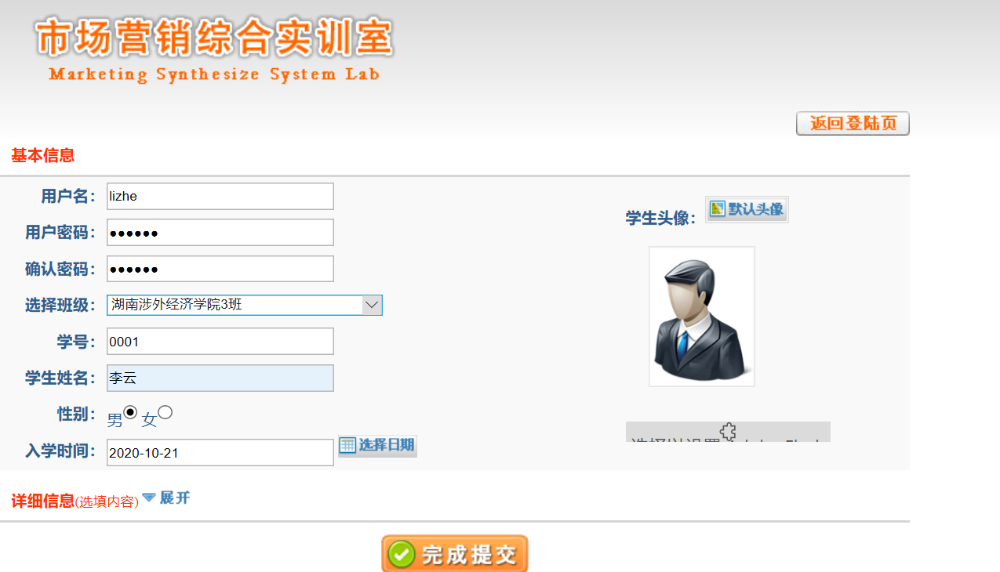 市场营销综合实训室
Marketing Synthesize System Lab
返回登陆页
基本信息
用户名： lizhe
用户密码： ●●●●●●
确认密码： ●●●●●●
选择班级： 湖南涉外经济学院3班
学号： 0001
学生姓名： 李云
性别： 男 女
入学时间： 2020-10-21 选择日期
学生头像： 默认头像
详细信息(选填内容) 展开
完成提交